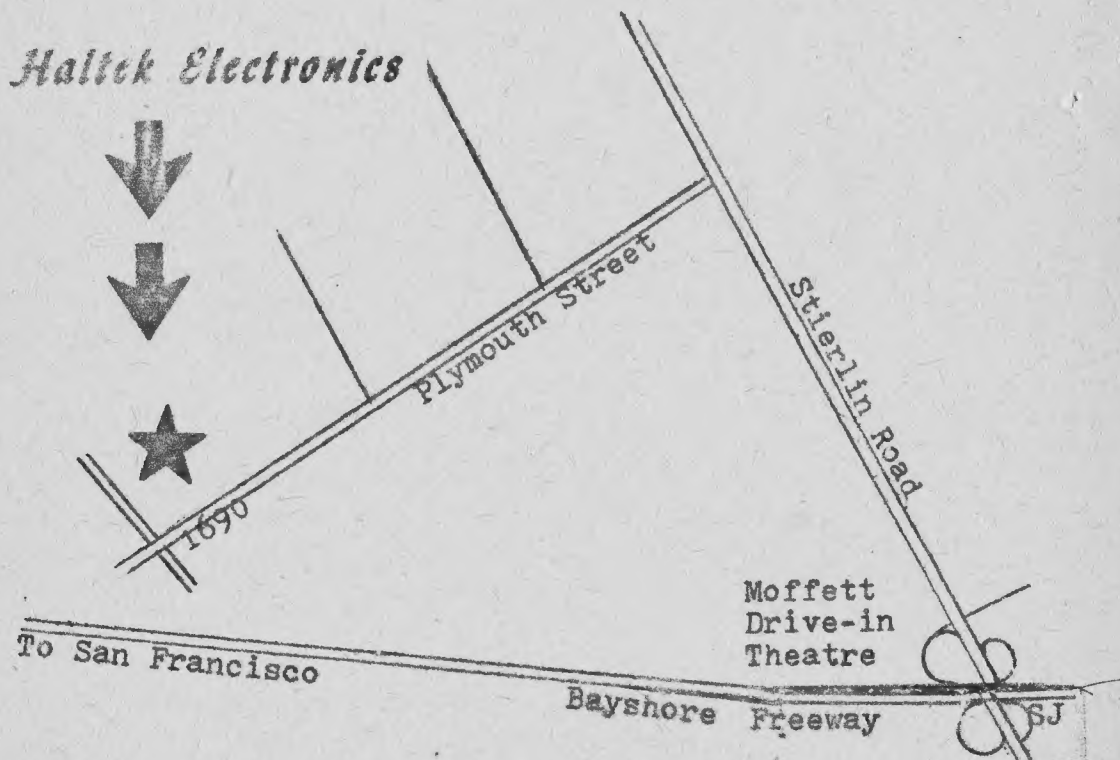 Haltek Electronics
Plymouth Street
Stierlin Road
1690
Moffett
Drive-in
Theatre
To San Francisco
Bayshore Freeway
SJ